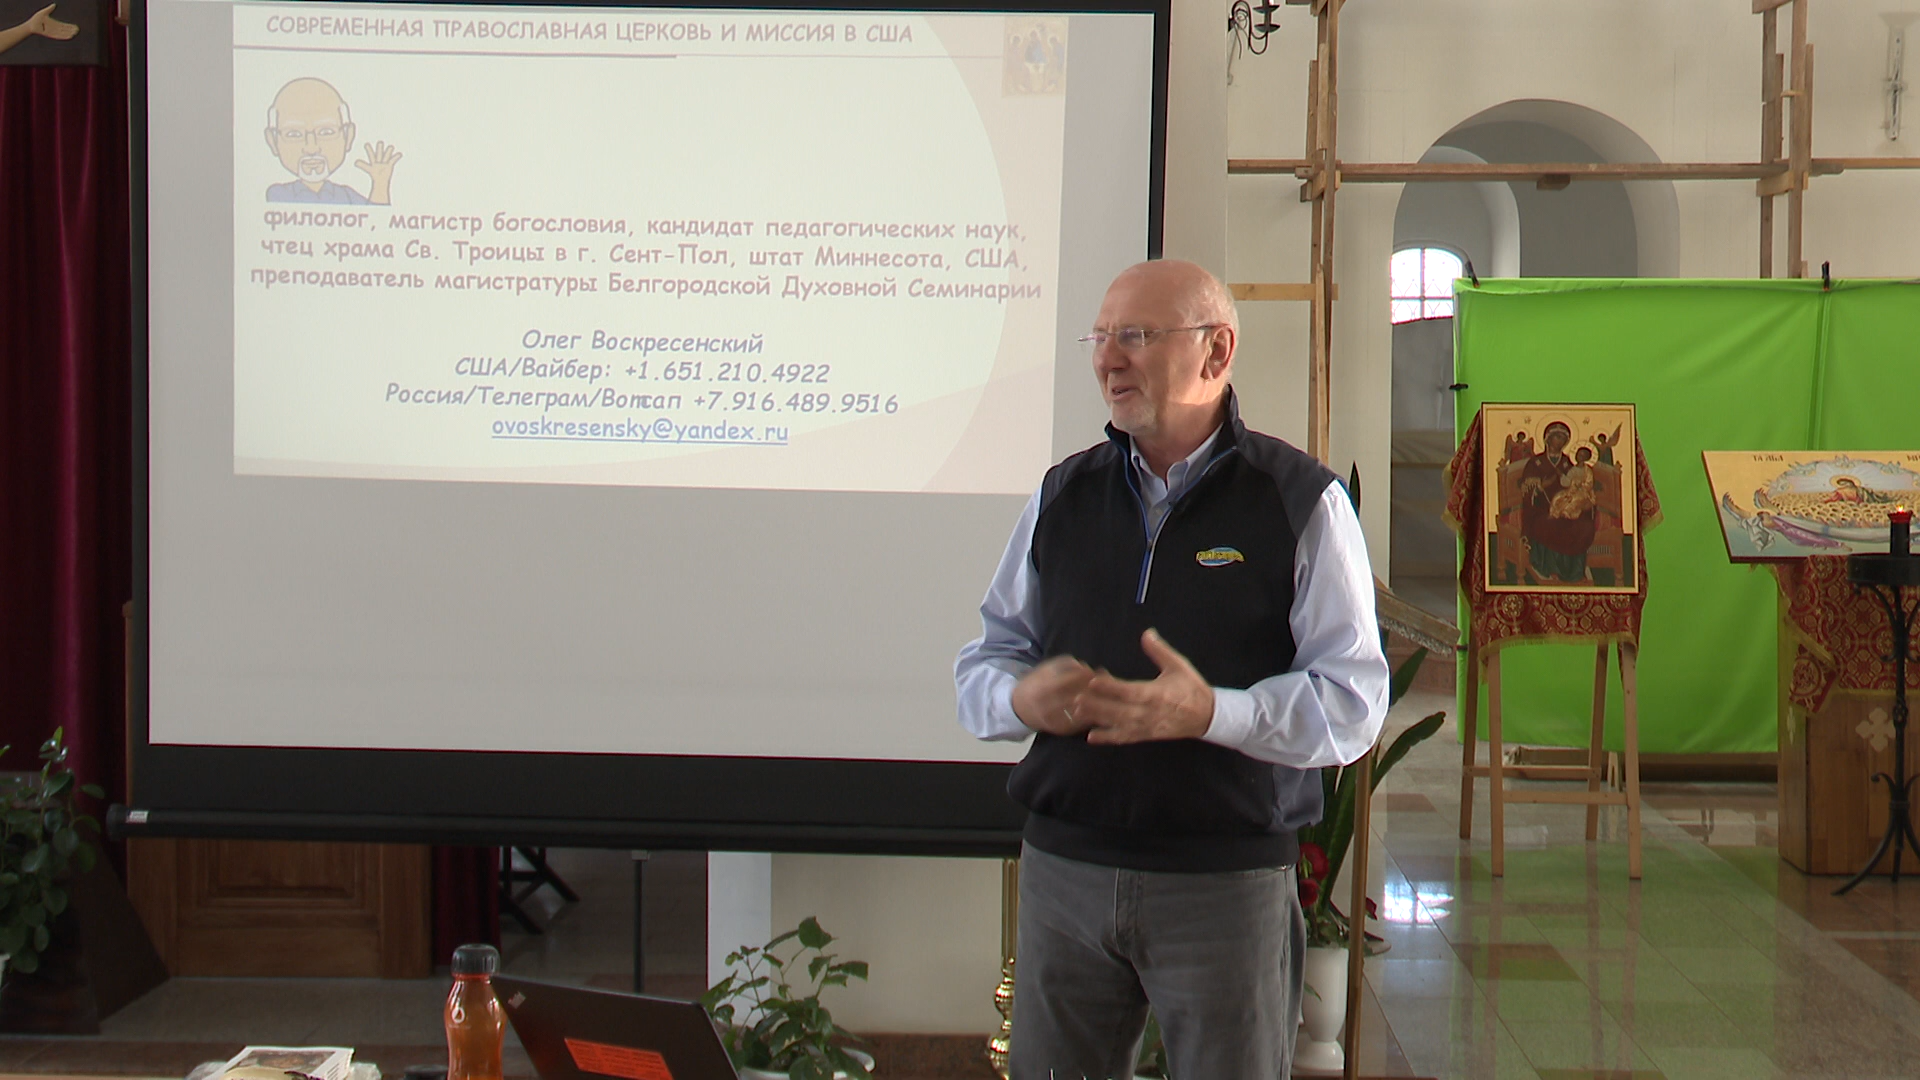 СОВРЕМЕННАЯ ПРАВОСЛАВНАЯ ЦЕРКОВЬ И МИССИЯ В США
филолог, магистр богословия, кандидат педагогических наук,
чтец храма Св. Троицы в г. Сент-Пол, штат Миннесота, США,
преподаватель магистратуры Белгородской Духовной Семинарии
Олег Воскресенский
США/Вайбер: +1.651.210.4922
Россия/Телеграм/Вотсап +7.916.489.9516
ovoskresensky@yandex.ru